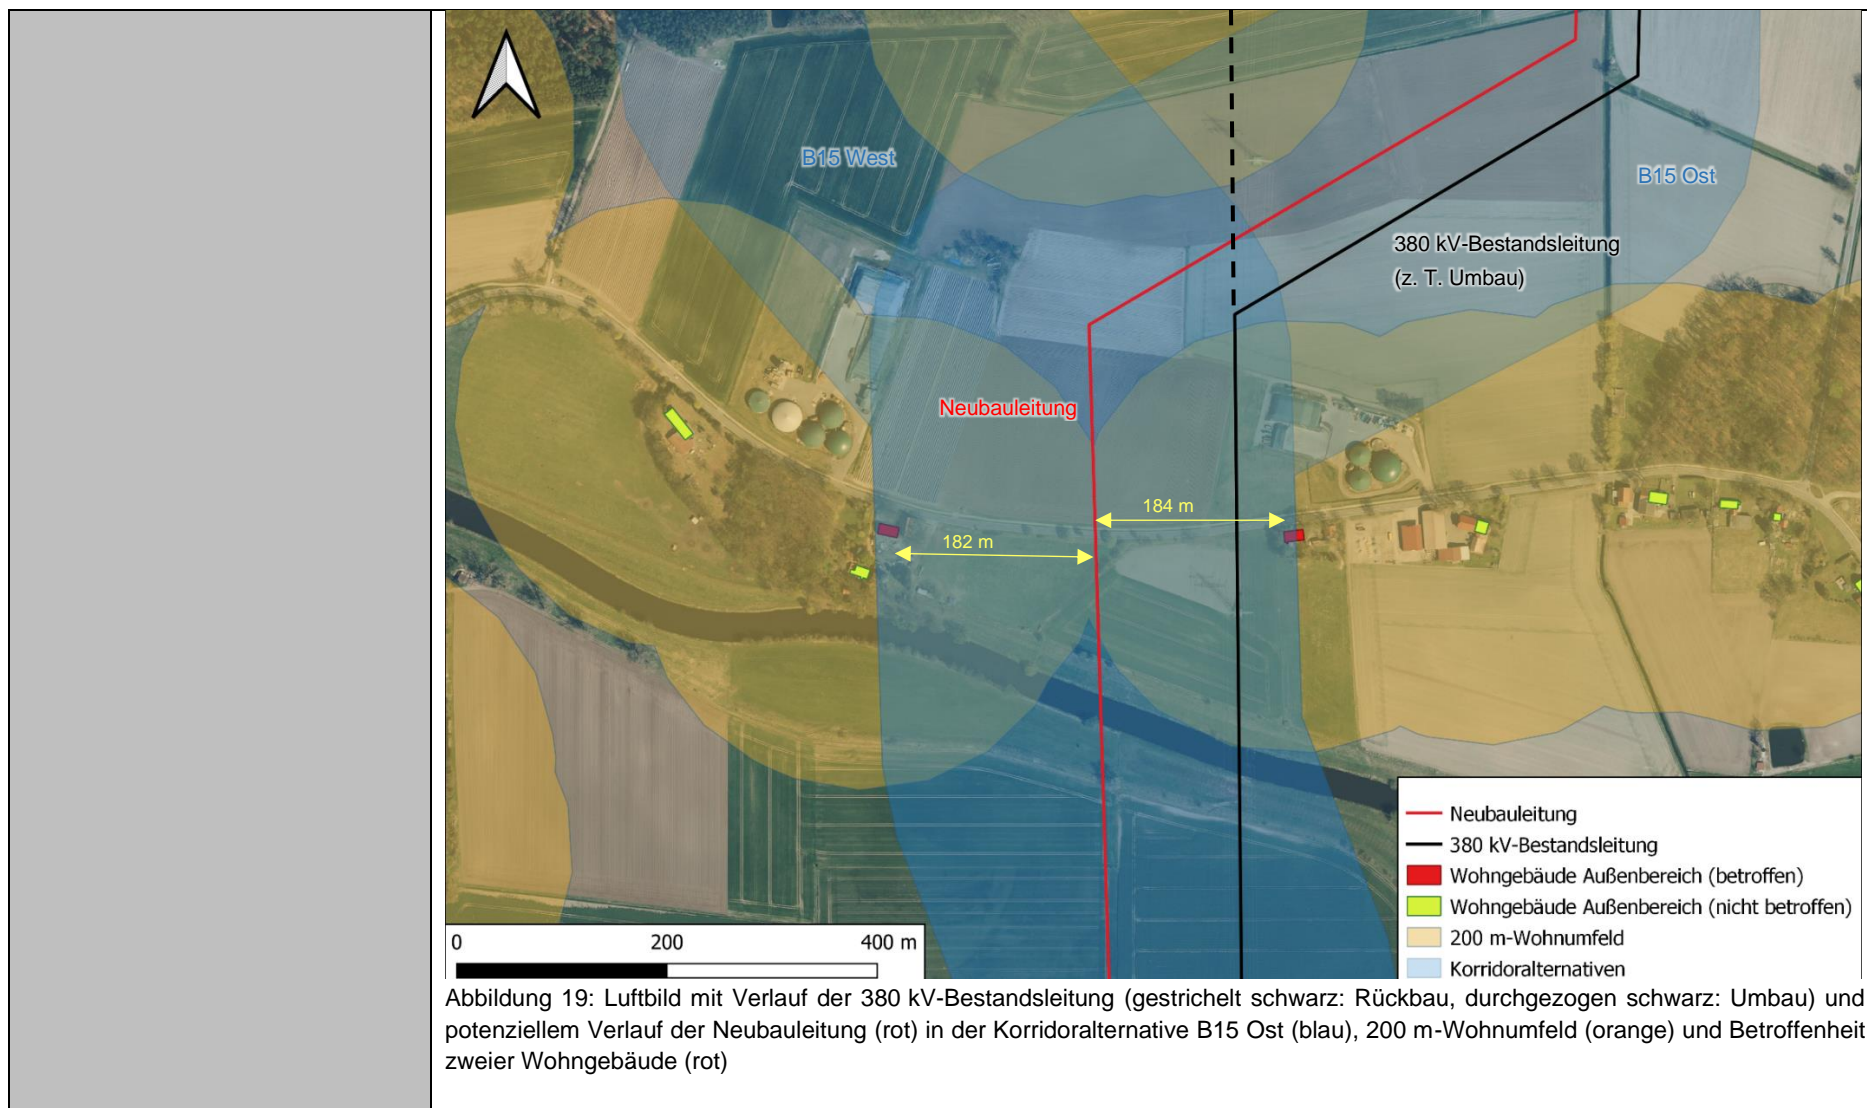 B15 West
B15 Ost
380 kV-Bestandsleitung
(z. T. Umbau)
Neubauleitung
184 m
182 m
Neubauleitung
380 kV-Bestandsleitung
Wohngebäude Außenbereich (betroffen)
Wohngebäude Außenbereich (nicht betroffen)
200 m-Wohnumfeld
Korridoralternativen
0 200 400 m
Abbildung 19: Luftbild mit Verlauf der 380 kV-Bestandsleitung (gestrichelt schwarz: Rückbau, durchgezogen schwarz: Umbau) und
potenziellem Verlauf der Neubauleitung (rot) in der Korridoralternative B15 Ost (blau), 200 m-Wohnumfeld (orange) und Betroffenheit
zweier Wohngebäude (rot)